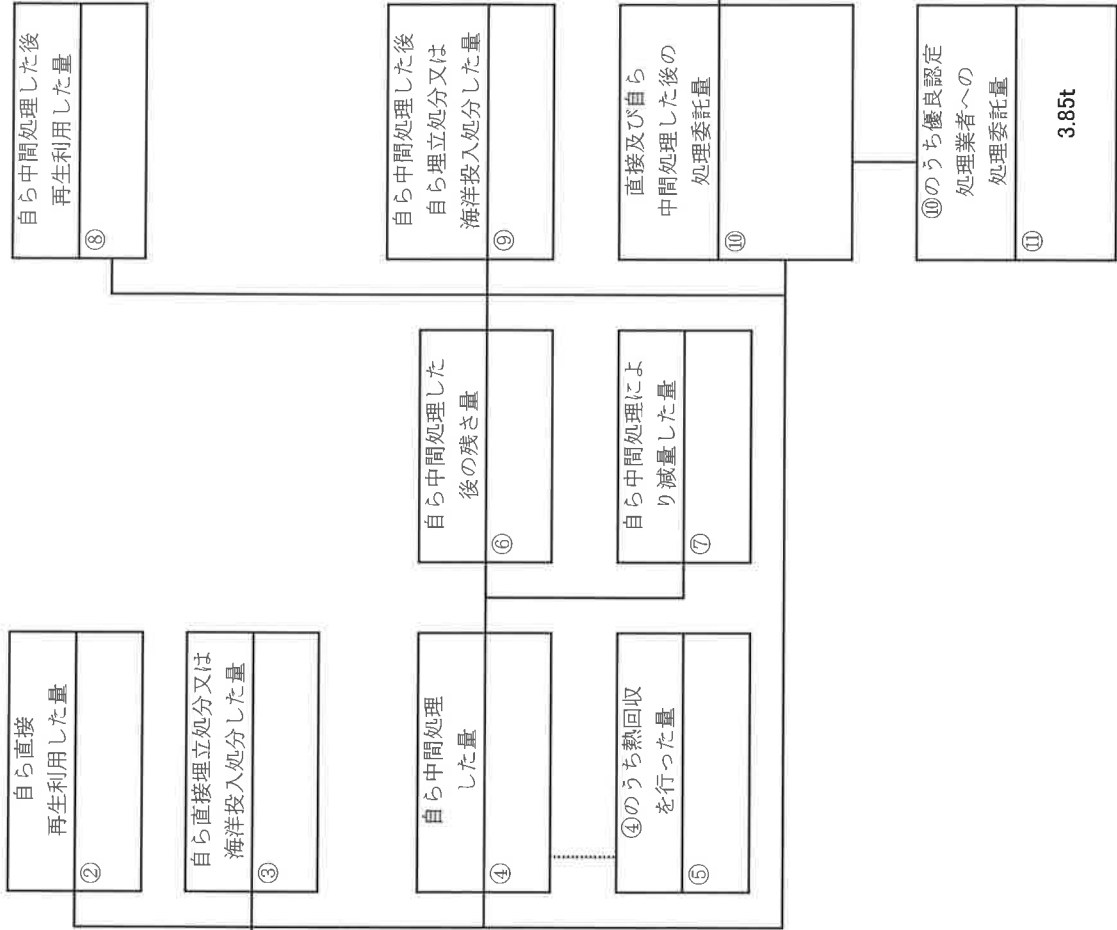 自ら直接
再生利用した量
②
自ら直接埋立処分又は
海洋投入処分した量
③
自ら中間処理
した量
④
④のうち熱回収
を行った量
⑤
自ら中間処理した
後の残さ量
⑥
自ら中間処理によ
り減量した量
⑦
自ら中間処理した後
再生利用した量
⑧
自ら中間処理した後
自ら埋立処分又は
海洋投入処分した量
⑨
直接及び自ら
中間処理した後の
処理委託量
⑩
⑩のうち優良認定
処理業者への
処理委託量
⑪
3.85t